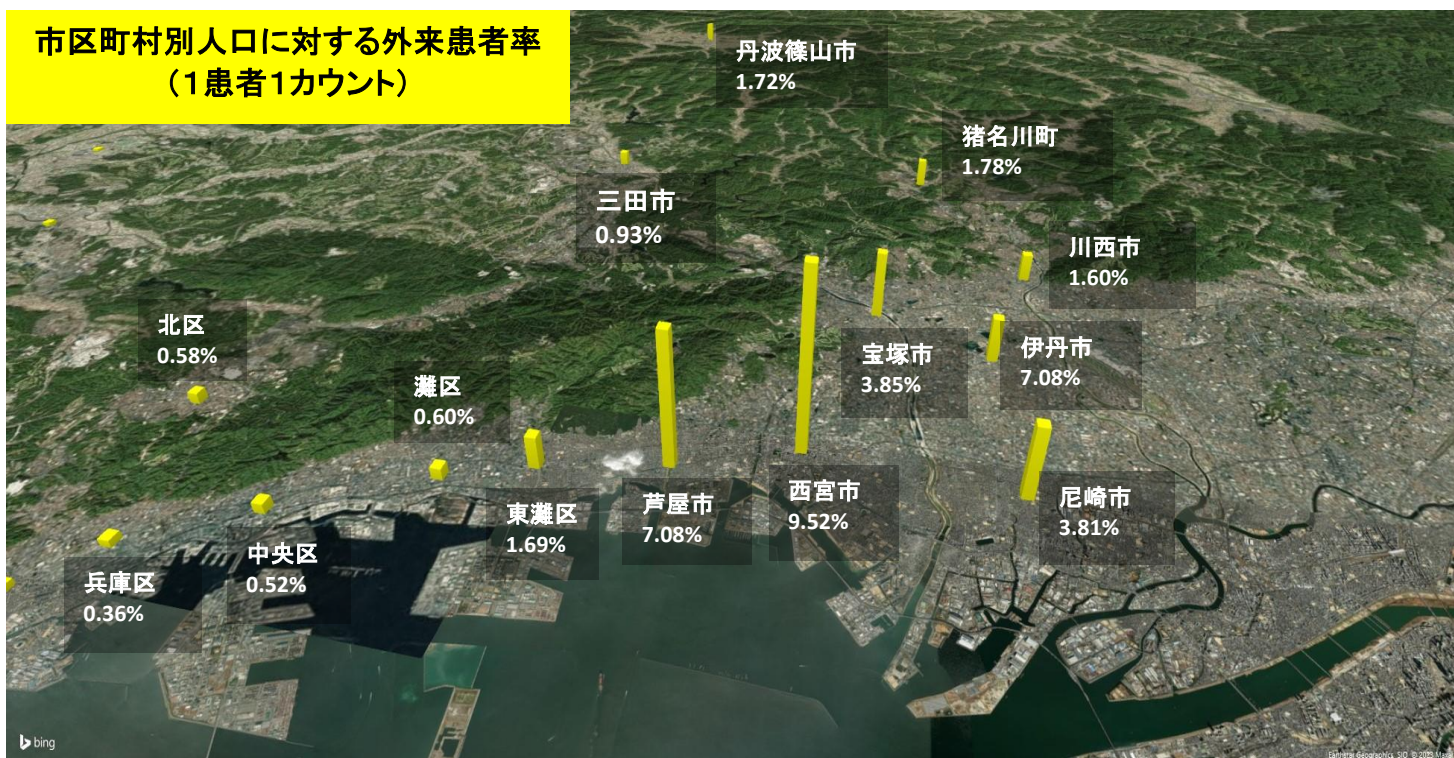 市区町村別人口に対する外来患者率
（１患者１カウント）
丹波篠山市
1.72%
猪名川町
1.78%
三田市
0.93%
川西市
1.60%
北区
0.58%
宝塚市
3.85%
伊丹市
7.08%
灘区
0.60%
東灘区
1.69%
芦屋市
7.08%
西宮市
9.52%
尼崎市
3.81%
中央区
0.52%
兵庫区
0.36%
bing
Earthstar Geographics SIO © 2023